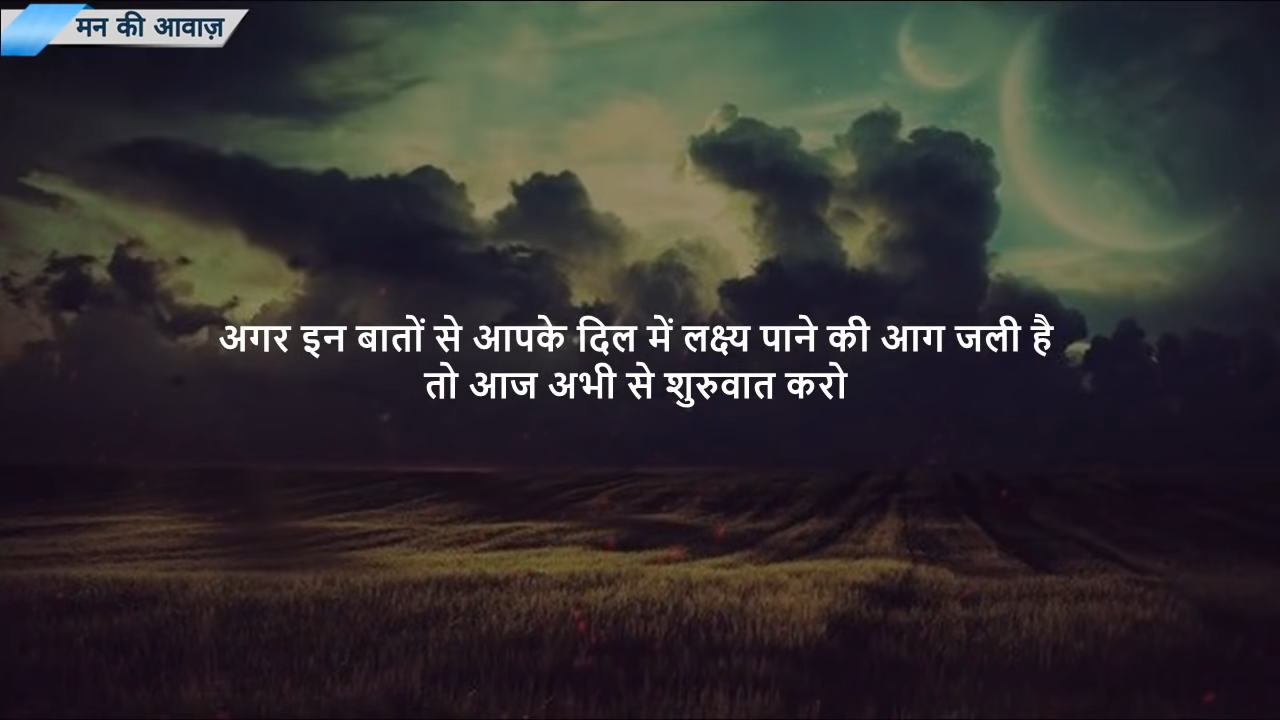 मन की आवाज़
अगर इन बातों से आपके दिल में लक्ष्य पाने की आग जली है
तो आज अभी से शुरुवात करो